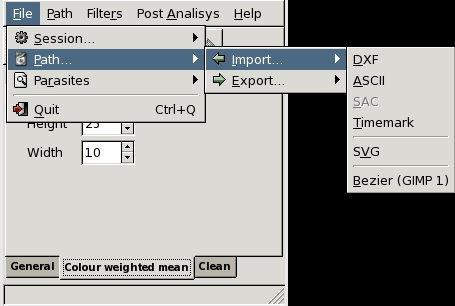 File Path Filters Post Analisys Help
Session...
Path...
Parasites
Quit Ctrl+Q
Import...
Export...
DXF
ASCII
SAC
Timemark
SVG
Bezier (GIMP 1)
Height 25
Width 10
General Colour weighted mean Clean